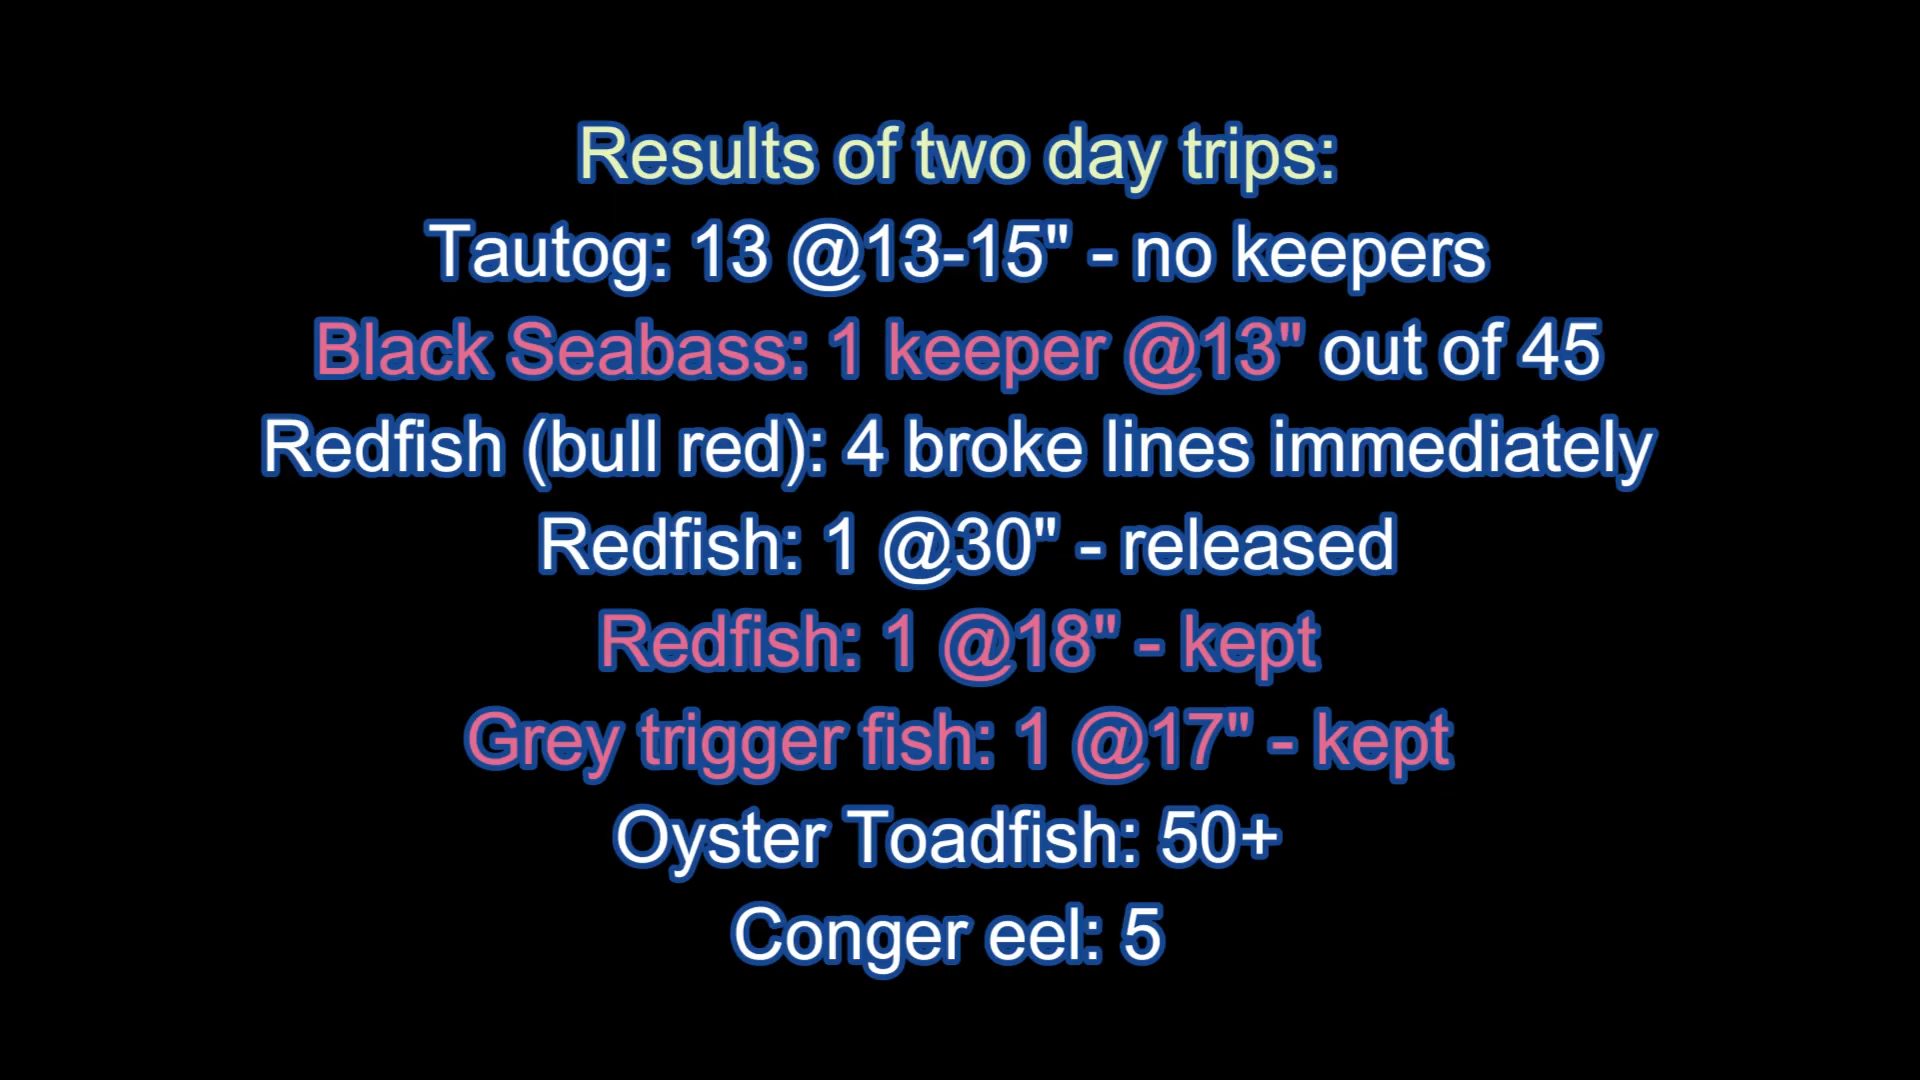 Results of two day trips:
Tautog: 13 @13-15" - no keepers
Black Seabass: 1 keeper @13" out of 45
Redfish (bull red): 4 broke lines immediately
Redfish: 1 @30" - released
Redfish: 1 @18" - kept
Grey trigger fish: 1 @17" - kept
Oyster Toadfish: 50+
Conger eel: 5